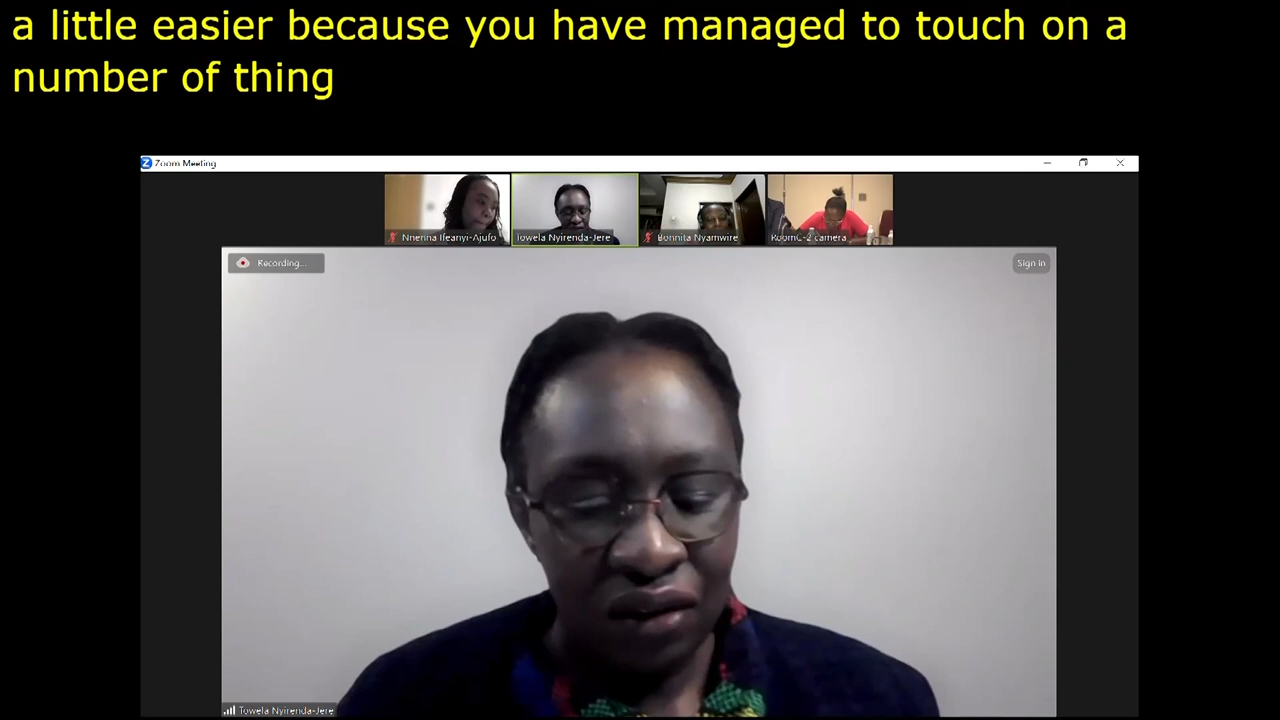 a little easier because you have managed to touch on a
number of thing
Zoom Meeting
Nnenna Ifeanyi-Ajufo
Towela Nyirenda-Jere
Bonnita Nyamwire
RoomC-2 camera
Recording...
Sign in
Towela Nyirenda-Jere